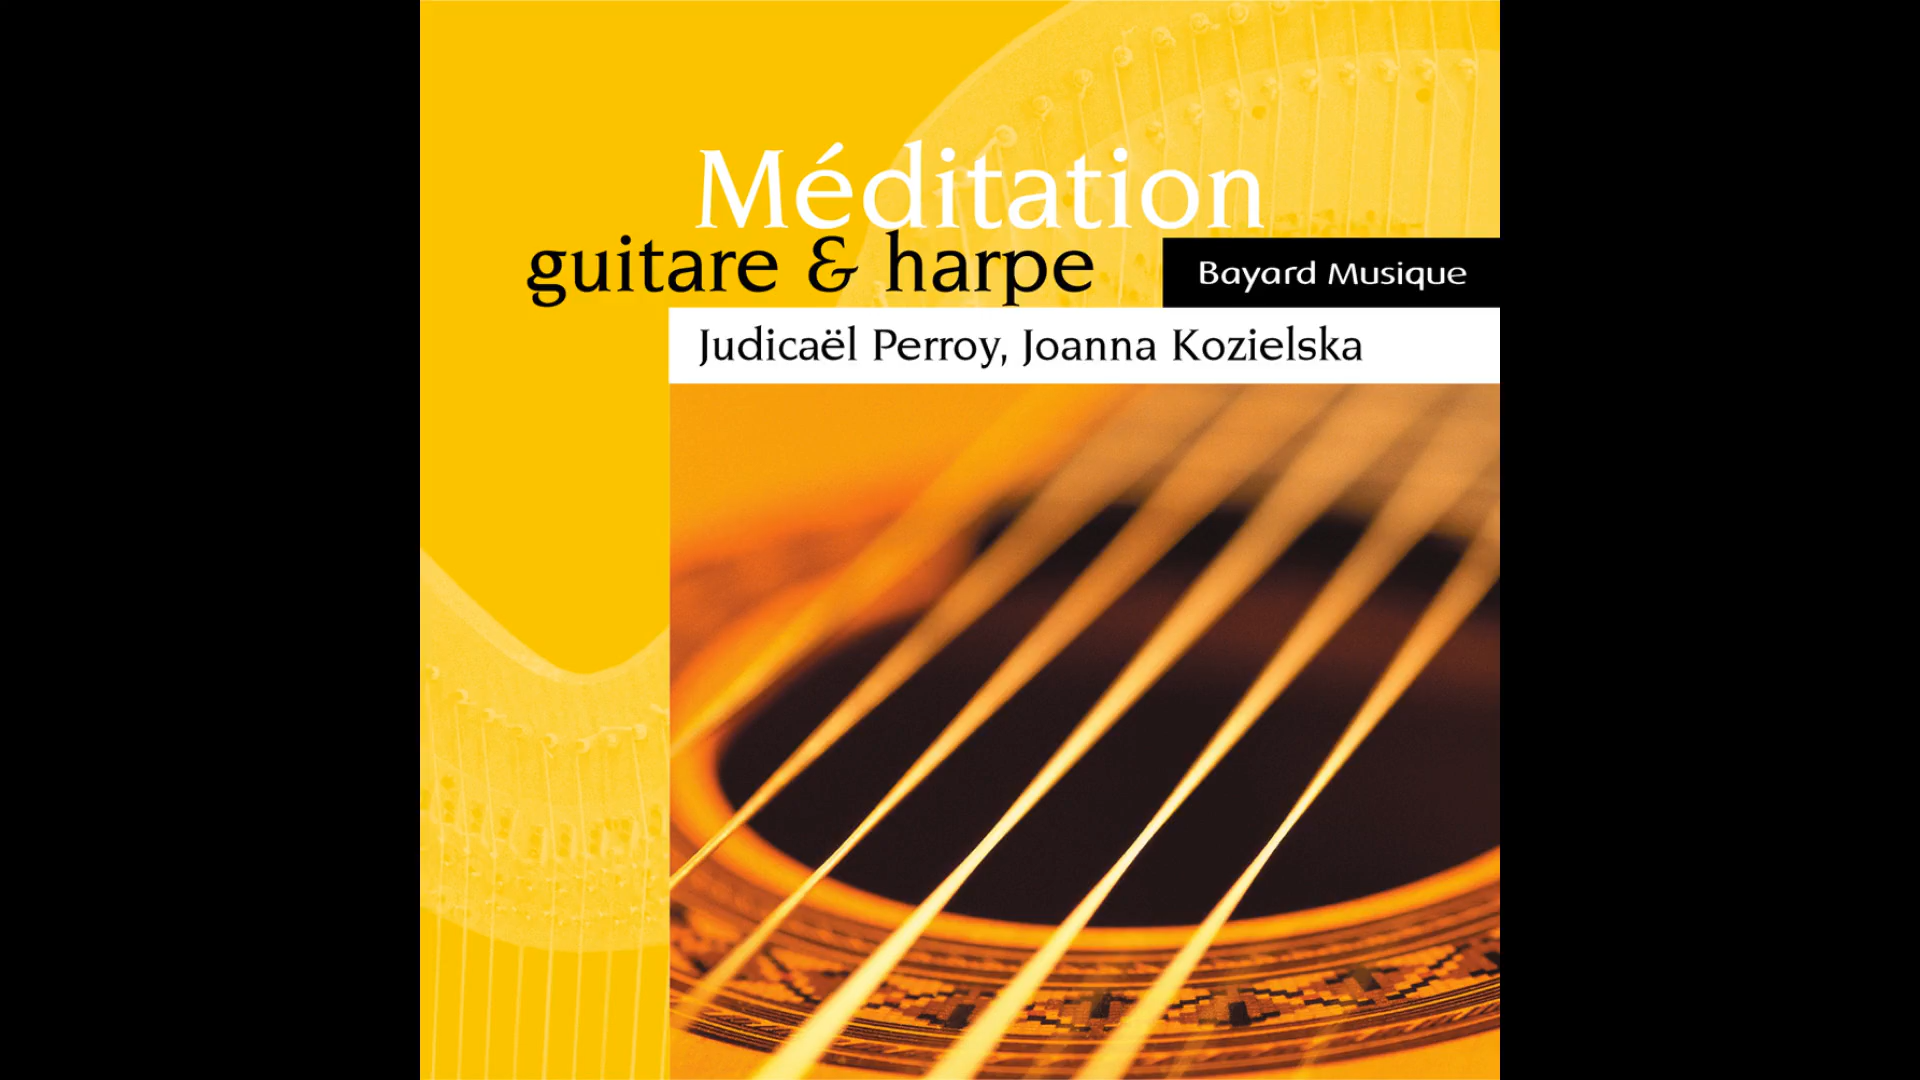 Méditation
guitare & harpe
Bayard Musique
Judicaël Perroy, Joanna Kozielska